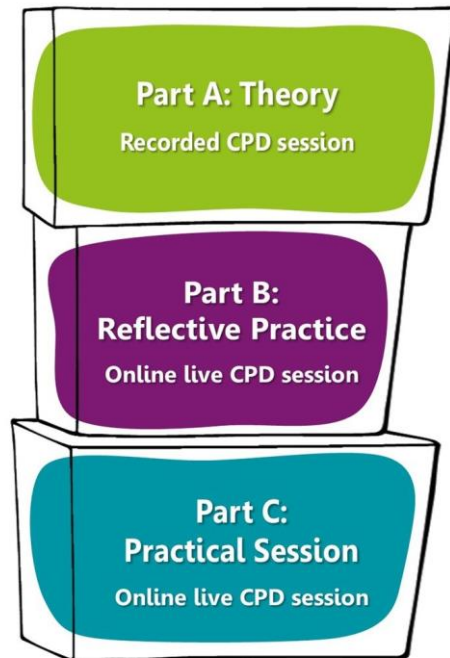 Part A: Theory
Recorded CPD session
Part B:
Reflective Practice
Online live CPD session
Part C:
Practical Session
Online live CPD session